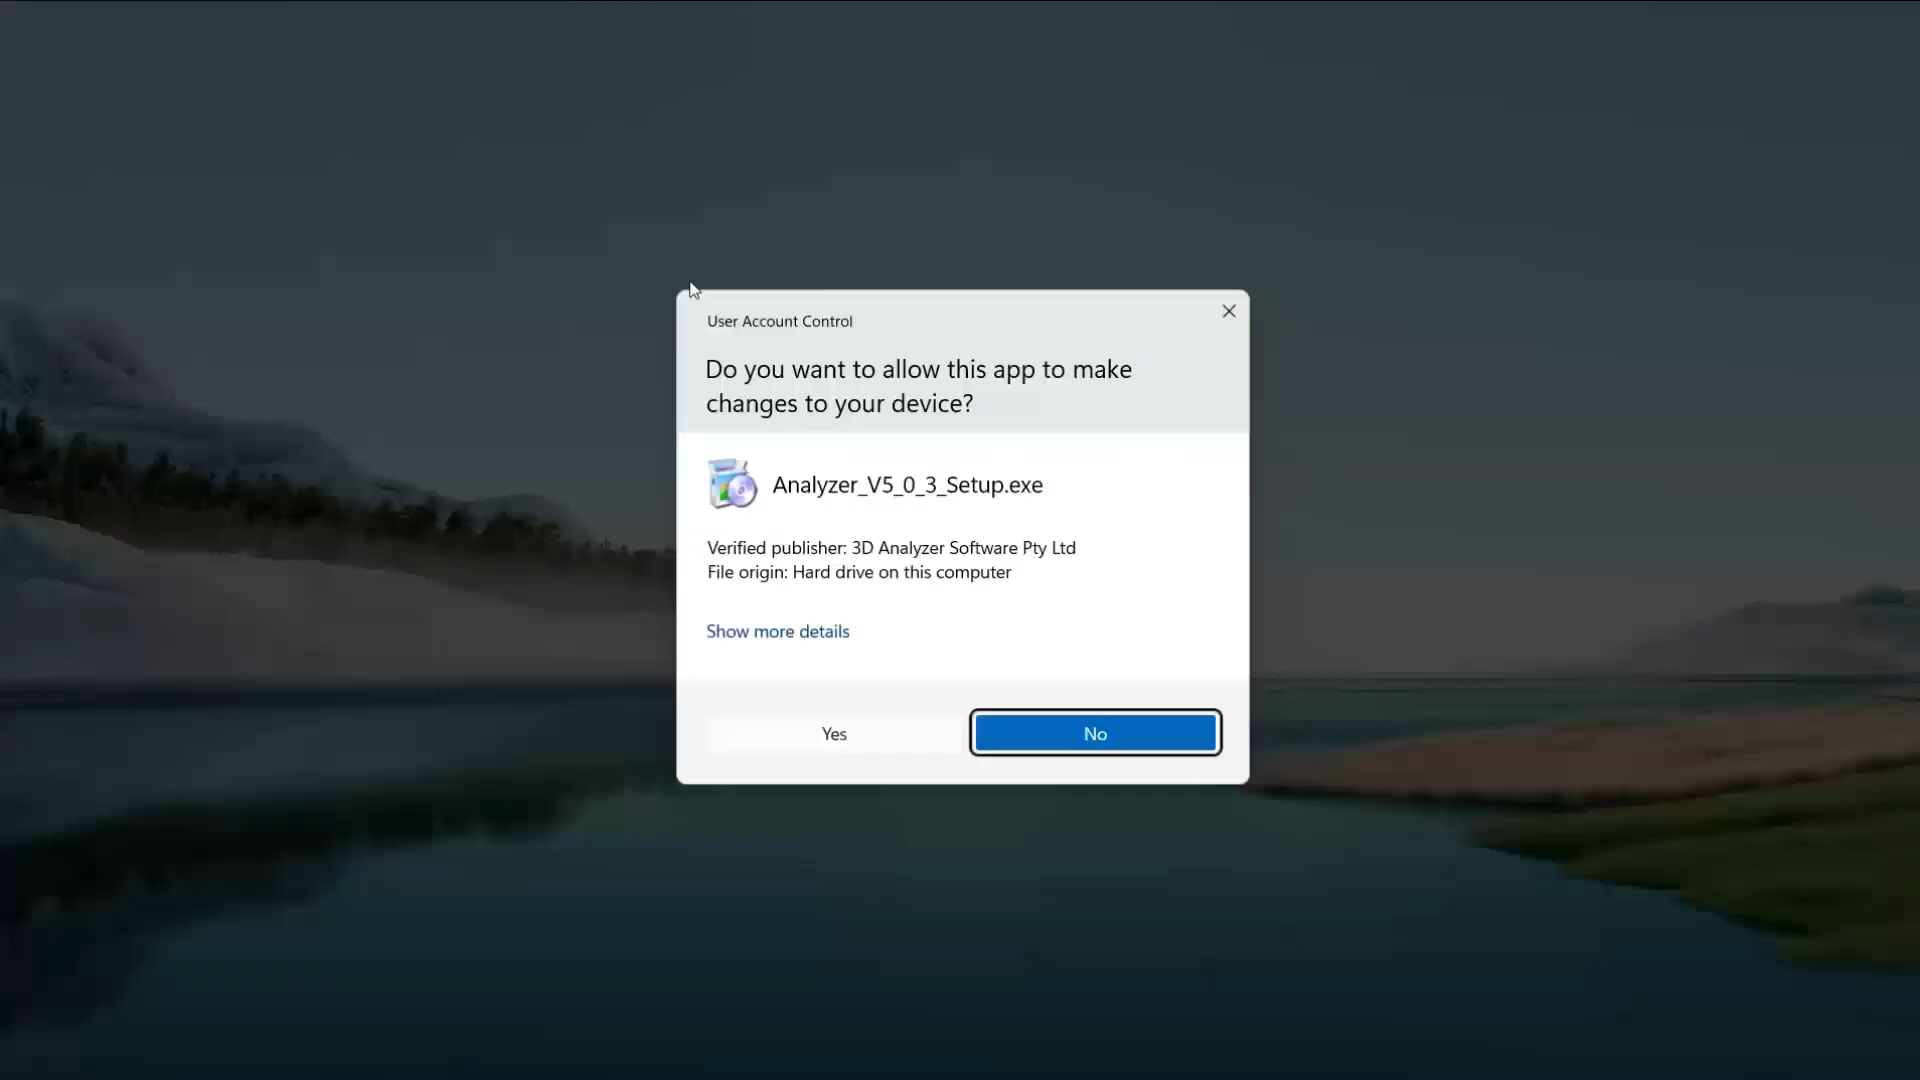 User Account Control
Do you want to allow this app to make
changes to your device?
Analyzer_V5_0_3_Setup.exe
Verified publisher: 3D Analyzer Software Pty Ltd
File origin: Hard drive on this computer
Show more details
Yes
No